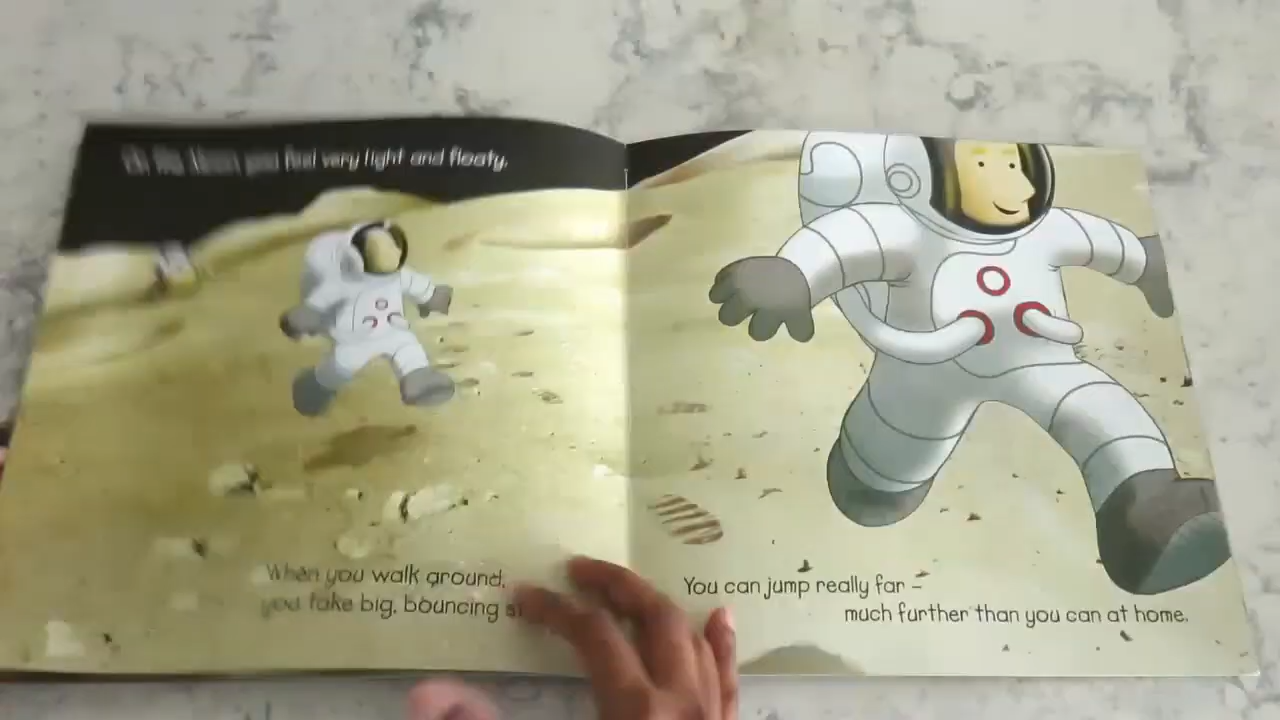 On the Moon you feel very light and floaty.
When you walk around,
you take big, bouncing
You can jump really far –
much further than you can at home.